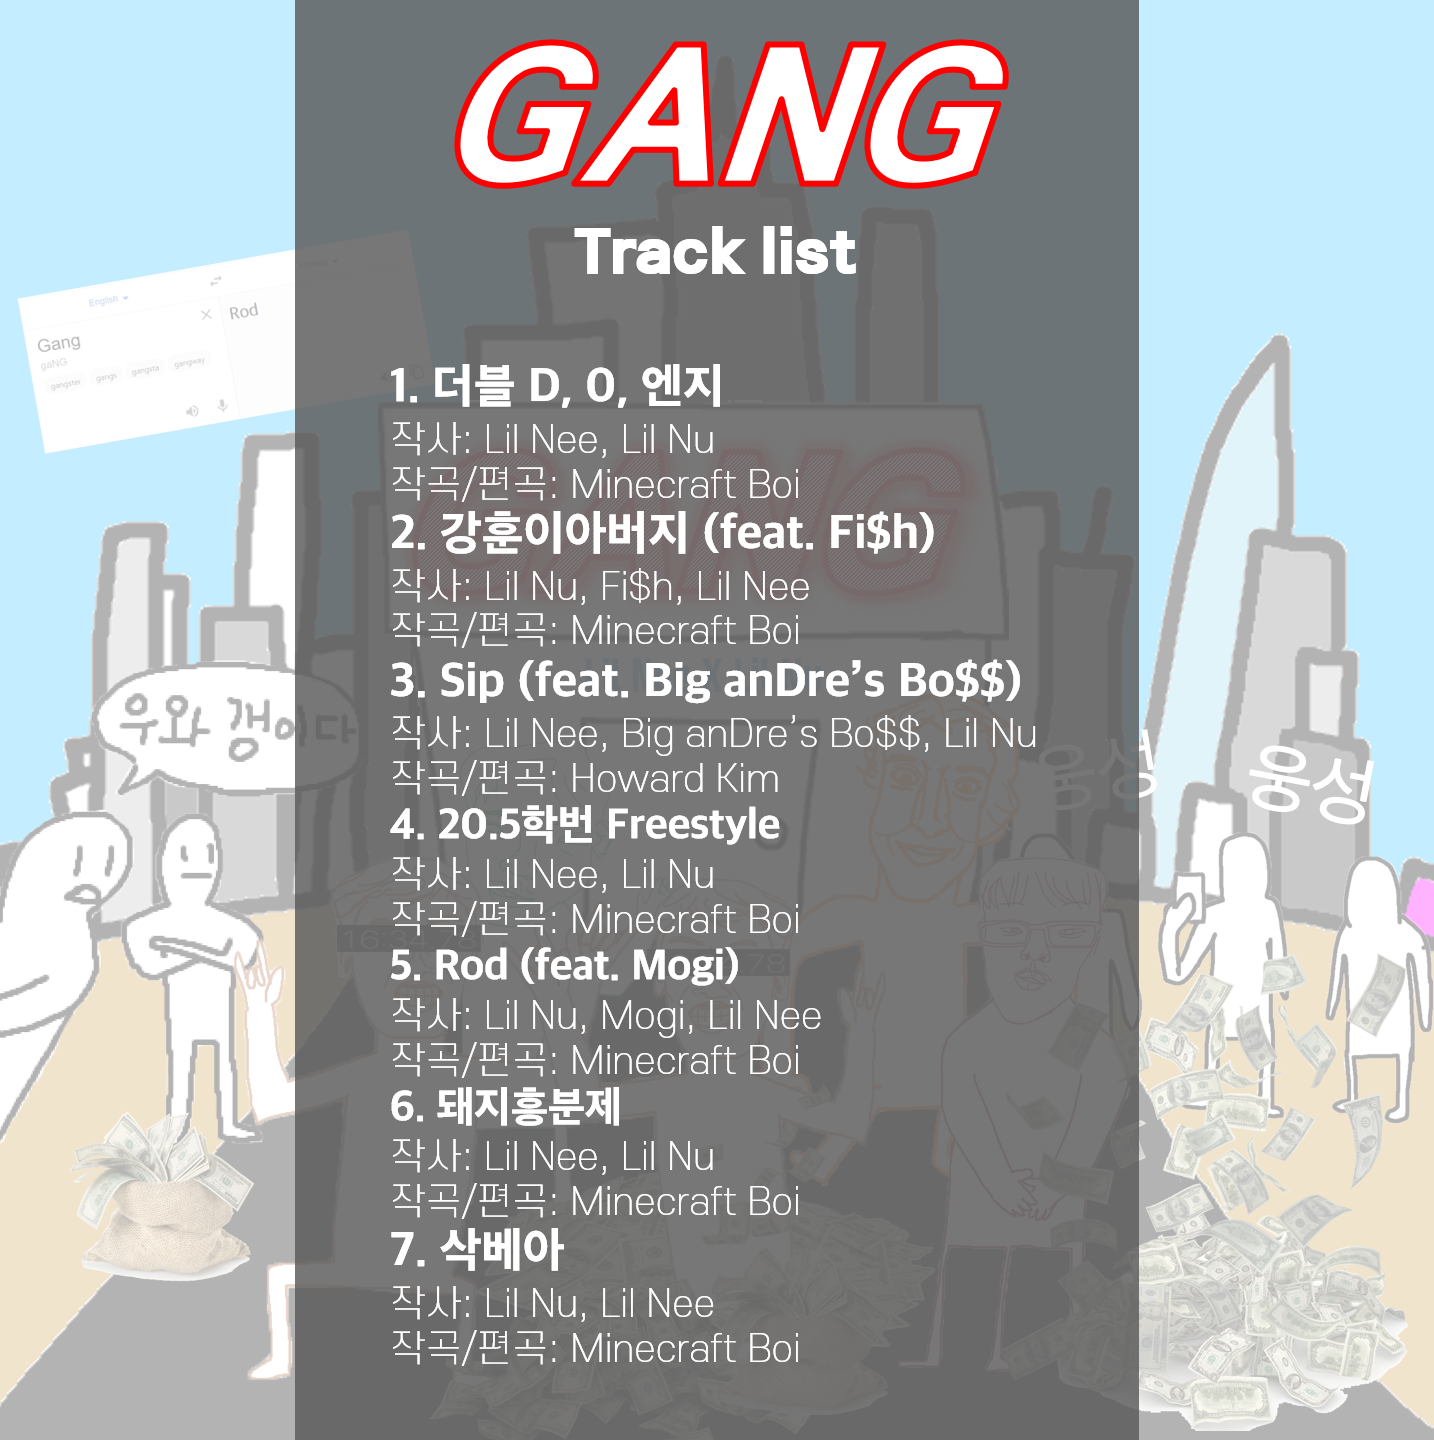 GANG
Track list
English
Gang
gaNG
gangster gangs gangsta gangway
Rod
1. 더블 D, 0, 엔지
작사: Lil Nee, Lil Nu
작곡/편곡: Minecraft Boi
2. 강훈이아버지 (feat. Fi$h)
작사: Lil Nu, Fi$h, Lil Nee
작곡/편곡: Minecraft Boi
3. Sip (feat. Big anDre’s Bo$$)
작사: Lil Nee, Big anDre’s Bo$$, Lil Nu
작곡/편곡: Howard Kim
4. 20.5학번 Freestyle
작사: Lil Nee, Lil Nu
작곡/편곡: Minecraft Boi
5. Rod (feat. Mogi)
작사: Lil Nu, Mogi, Lil Nee
작곡/편곡: Minecraft Boi
6. 돼지흥분제
작사: Lil Nee, Lil Nu
작곡/편곡: Minecraft Boi
7. 삭베아
작사: Lil Nu, Lil Nee
작곡/편곡: Minecraft Boi
GANG
우와 갱이다
웅성 웅성